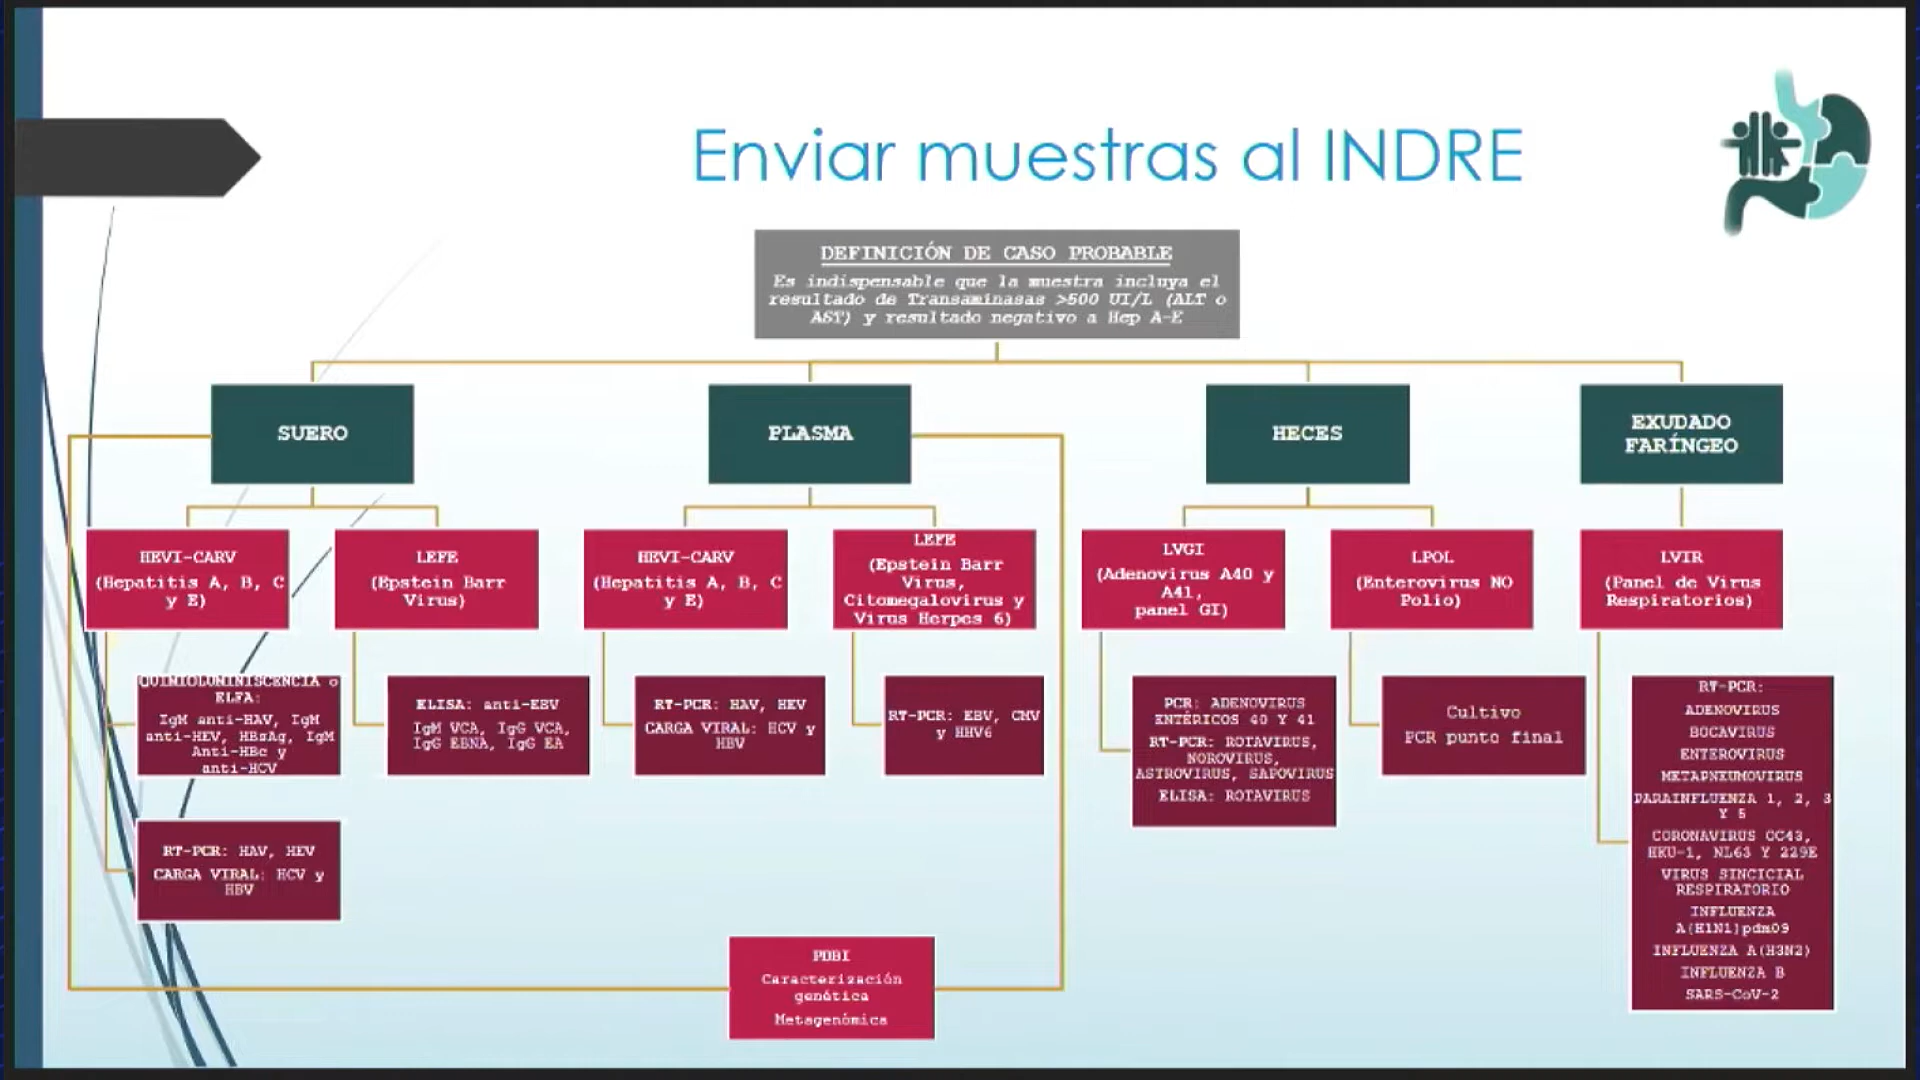 Enviar muestras al INDRE
DEFINICIÓN DE CASO PROBABLE
Es indispensable que la muestra incluya el
resultado de Transaminasas >500 UI/L (ALT o
AST) y resultado negativo a Hep A-E
SUERO
PLASMA
HECES
EXUDADO
FARÍNGEO
HEVI-CARV
(Hepatitis A, B, C
y E)
LEFE
(Epstein Barr
Virus)
HEVI-CARV
(Hepatitis A, B, C
y E)
LEFE
(Epstein Barr
Virus,
Citomegalovirus y
Virus Herpes 6)
LVGI
(Adenovirus A40 y
A41,
panel GI)
LPOL
(Enterovirus NO
Polio)
LVIR
(Panel de Virus
Respiratorios)
QUIMIOLUMINISCENCIA o
ELFA:
IgM anti-HAV, IgM
anti-HEV, HBsAg, IgM
Anti-HBc y
anti-HCV
RT-PCR: HAV, HEV
CARGA VIRAL: HCV y
HBV
ELISA: anti-EBV
IgM VCA, IgG VCA,
IgG EBNA, IgG EA
RT-PCR: HAV, HEV
CARGA VIRAL: HCV y
HBV
RT-PCR: EBV, CMV
y HHV6
PCR: ADENOVIRUS
ENTÉRICOS 40 Y 41
RT-PCR: ROTAVIRUS,
NOROVIRUS,
ASTROVIRUS, SAPOVIRUS
ELISA: ROTAVIRUS
Cultivo
PCR punto final
RT-PCR:
ADENOVIRUS
BOCAVIRUS
ENTEROVIRUS
METAPNEUMOVIRUS
PARAINFLUENZA 1, 2, 3
Y 5
CORONAVIRUS OC43,
HKU-1, NL63 Y 229E
VIRUS SINCICIAL
RESPIRATORIO
INFLUENZA
A(H1N1)pdm09
INFLUENZA A(H3N2)
INFLUENZA B
SARS-CoV-2
PDBI
Caracterización
genética
Metagenómica